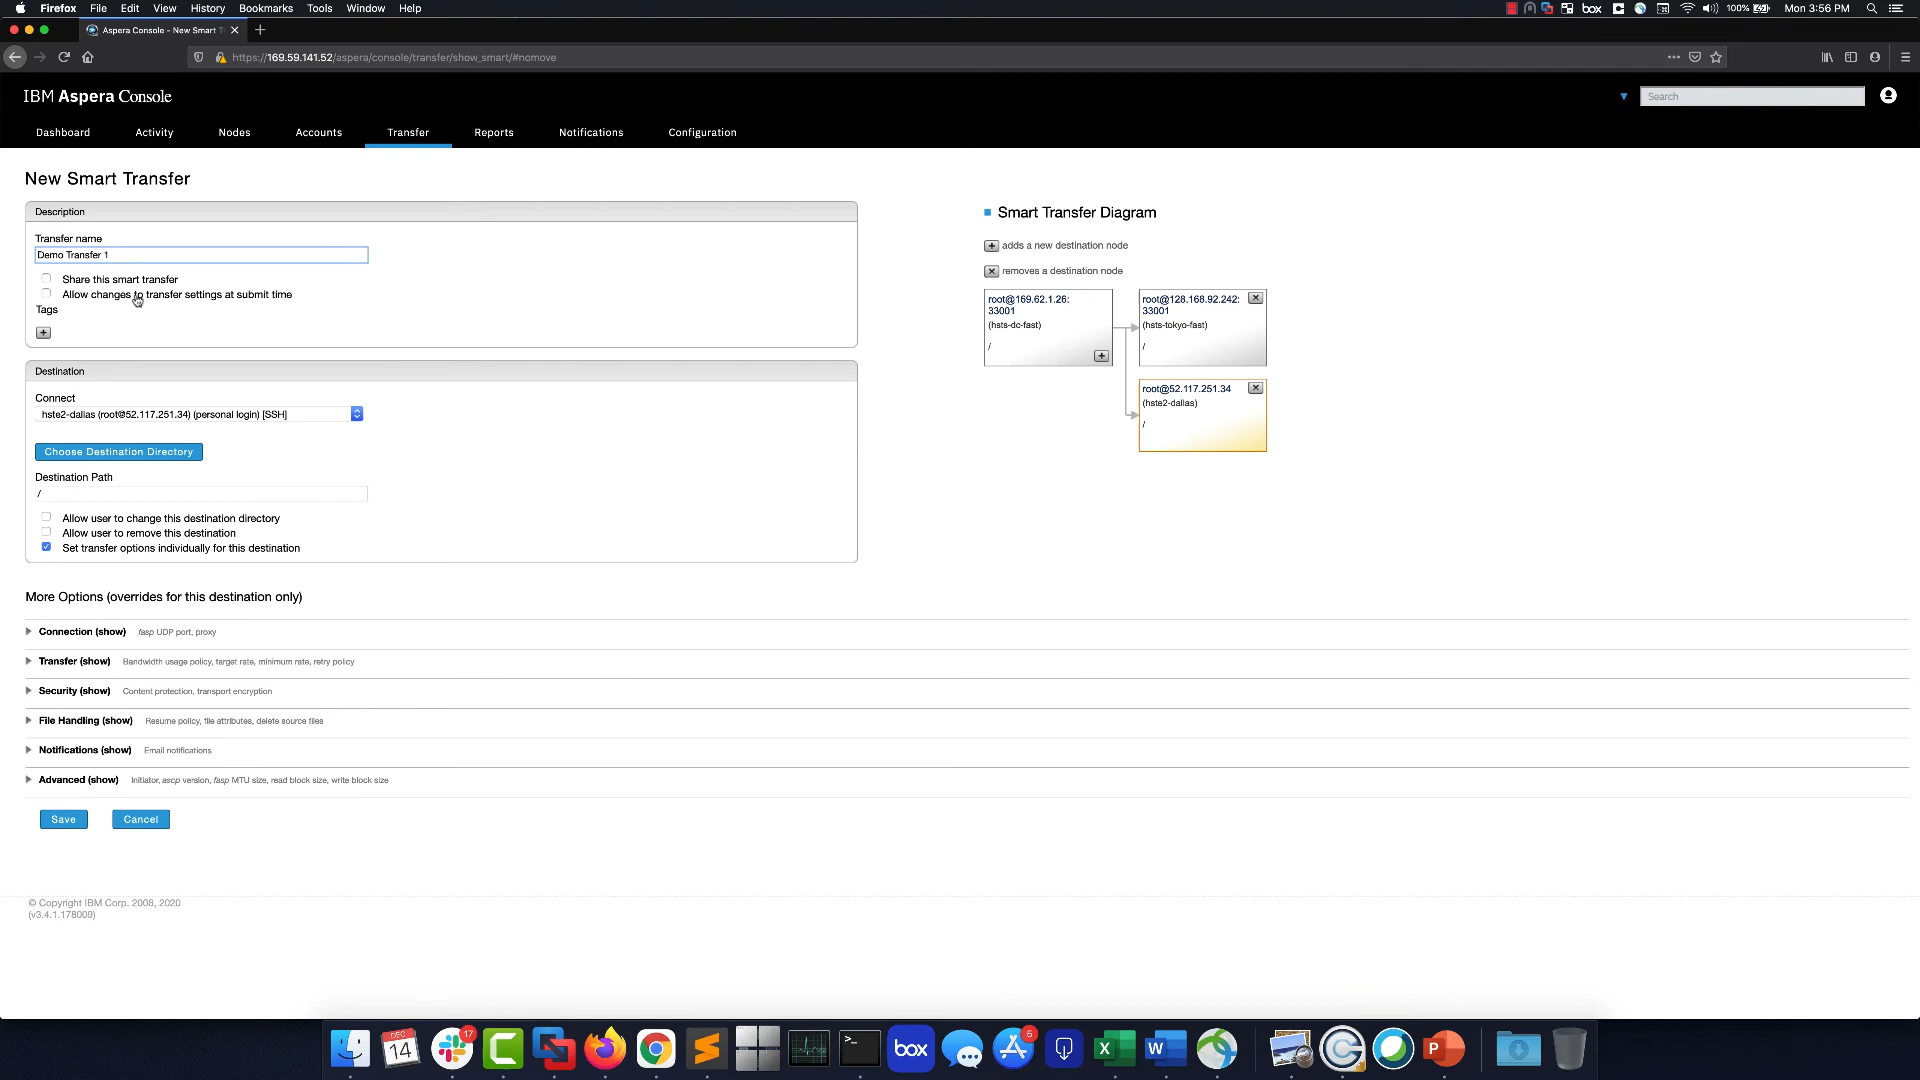 Firefox File Edit View History Bookmarks Tools Window Help
box 100% Mon 3:56 PM
Aspera Console - New Smart T
https://169.59.141.52/aspera/console/transfer/show_smart/#nomove
IBM Aspera Console
Search
Dashboard Activity Nodes Accounts Transfer Reports Notifications Configuration
New Smart Transfer
Description
Transfer name
Demo Transfer 1
Share this smart transfer
Allow changes to transfer settings at submit time
Tags
+
Destination
Connect
hste2-dallas (root@52.117.251.34) (personal login) [SSH]
Choose Destination Directory
Destination Path
/
Allow user to change this destination directory
Allow user to remove this destination
Set transfer options individually for this destination
Smart Transfer Diagram
+ adds a new destination node
x removes a destination node
root@169.62.1.26:
33001
(hsts-dc-fast)
/
+
root@128.168.92.242:
33001
(hsts-tokyo-fast)
/
root@52.117.251.34
(hste2-dallas)
/
More Options (overrides for this destination only)
Connection (show) fasp UDP port, proxy
Transfer (show) Bandwidth usage policy, target rate, minimum rate, retry policy
Security (show) Content protection, transport encryption
File Handling (show) Resume policy, file attributes, delete source files
Notifications (show) Email notifications
Advanced (show) Initiator, ascp version, fasp MTU size, read block size, write block size
Save Cancel
© Copyright IBM Corp. 2008, 2020
(v3.4.1.178009)
DEC
14
17
>_
box
5
X
W
P